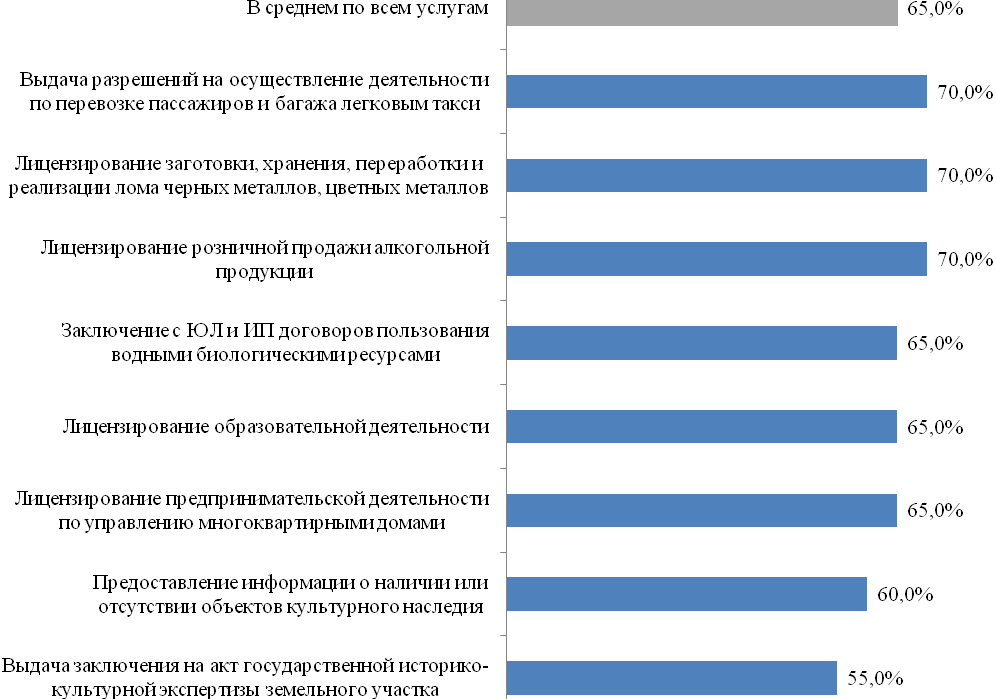 В среднем по всем услугам 65,0%
Выдача разрешений на осуществление деятельности
по перевозке пассажиров и багажа легковым такси 70,0%
Лицензирование заготовки, хранения, переработки и
реализации лома черных металлов, цветных металлов 70,0%
Лицензирование розничной продажи алкогольной
продукции 70,0%
Заключение с ЮЛ и ИП договоров пользования
водными биологическими ресурсами 65,0%
Лицензирование образовательной деятельности 65,0%
Лицензирование предпринимательской деятельности
по управлению многоквартирными домами 65,0%
Предоставление информации о наличии или
отсутствии объектов культурного наследия 60,0%
Выдача заключения на акт государственной историко-
культурной экспертизы земельного участка 55,0%